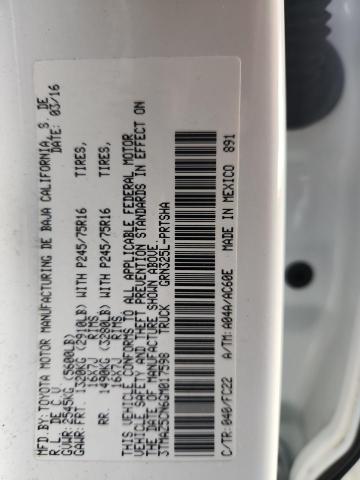 MFD.BY: TOYOTA MOTOR MANUFACTURING DE BAJA CALIFORNIA S. DE
R.L. DE C.V. DATE: 03/16
GVWR: 2545KG (5600LB)
GAWR: FRT. 1320KG (2910LB) WITH P245/75R16 TIRES,
16X7J RIMS
RR. 1490KG (3280LB) WITH P245/75R16 TIRES,
16X7J RIMS
THIS VEHICLE CONFORMS TO ALL APPLICABLE FEDERAL MOTOR
VEHICLE SAFETY AND THEFT PREVENTION STANDARDS IN EFFECT ON
THE DATE OF MANUFACTURE SHOWN ABOVE.
3TMAZ5CN6GM017598 TRUCK GRN325L-PRTSHA
C/TR: 040/FC22 A/TM: A04A/AC60E MADE IN MEXICO 891